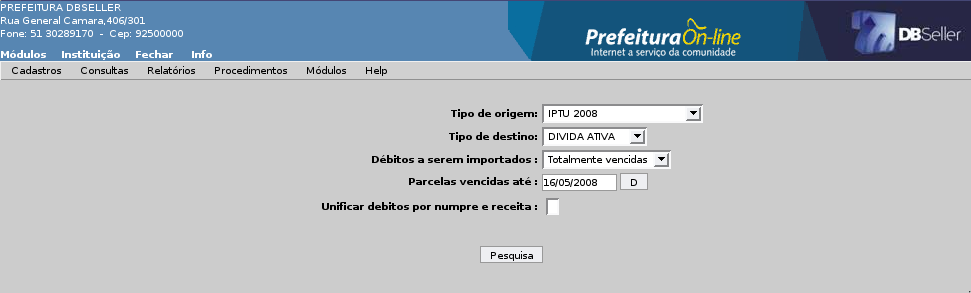 PREFEITURA DBSELLER
Rua General Camara,406/301
Fone: 51 30289170 - Cep: 92500000
Prefeitura On-line
Internet a serviço da comunidade
DBSeller
Módulos Instituição Fechar Info
Cadastros Consultas Relatórios Procedimentos Módulos Help
Tipo de origem: IPTU 2008
Tipo de destino: DIVIDA ATIVA
Débitos a serem importados : Totalmente vencidas
Parcelas vencidas até : 16/05/2008 D
Unificar debitos por numpre e receita :
Pesquisa